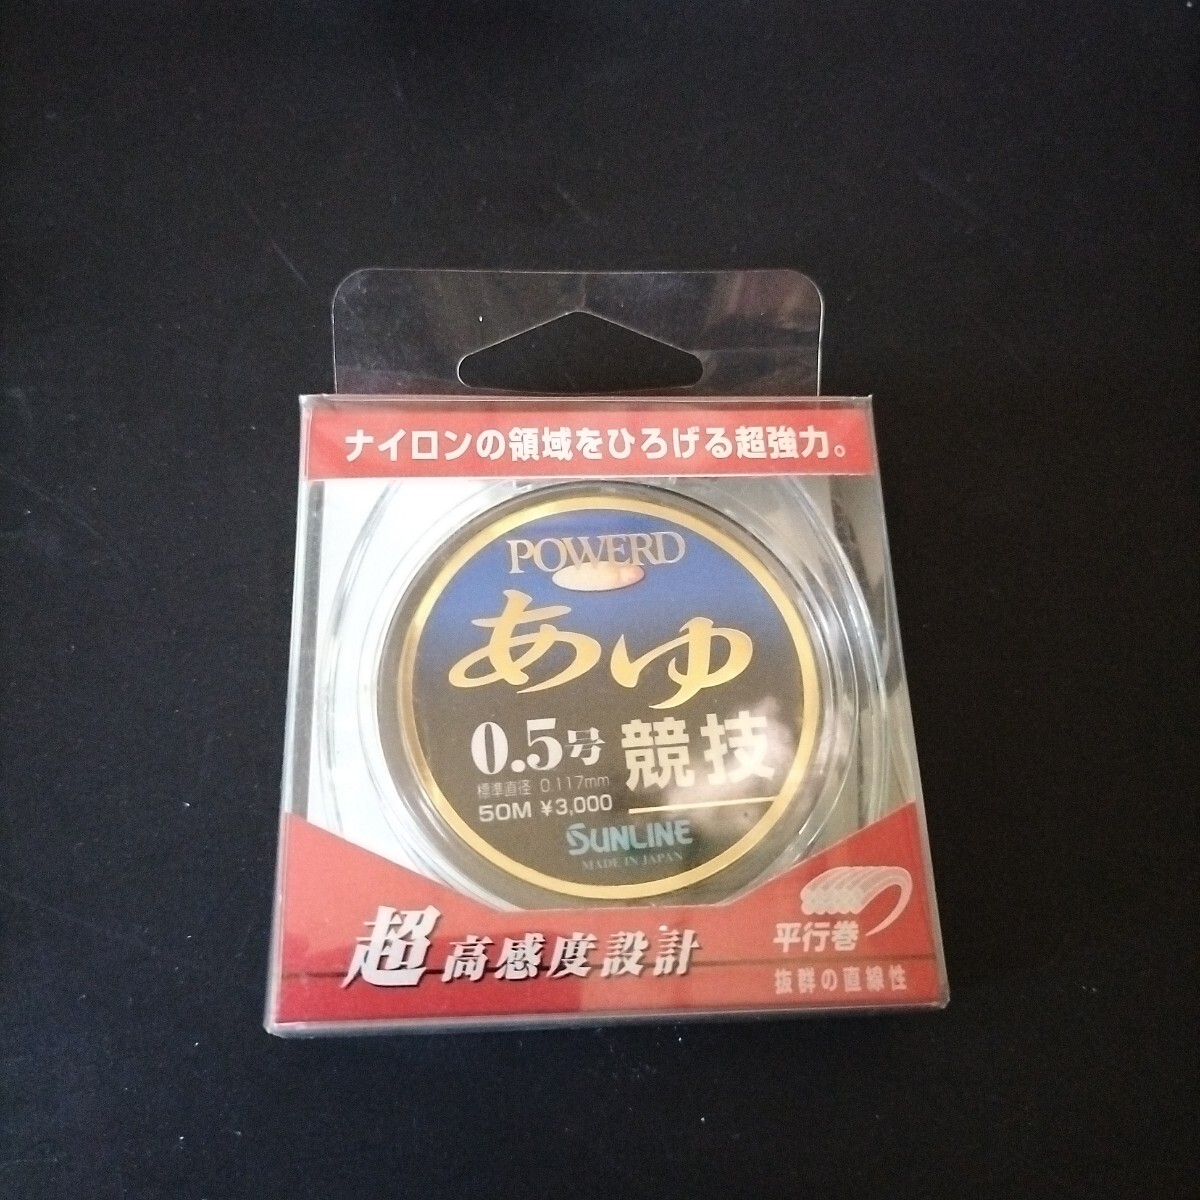 ナイロンの領域をひろげる超強力。
POWERD
あゆ
0.5号 競技
標準直径 0.117mm
50M ¥3,000
SUNLINE
MADE IN JAPAN
超高感度設計
平行巻
抜群の直線性